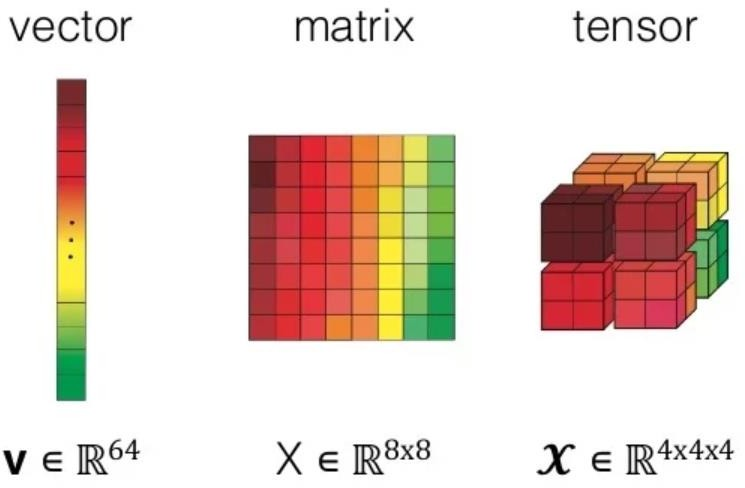 vector matrix tensor
𝐯 ∈ ℝ⁶⁴ X ∈ ℝ⁸ˣ⁸ 𝓧 ∈ ℝ⁴ˣ⁴ˣ⁴